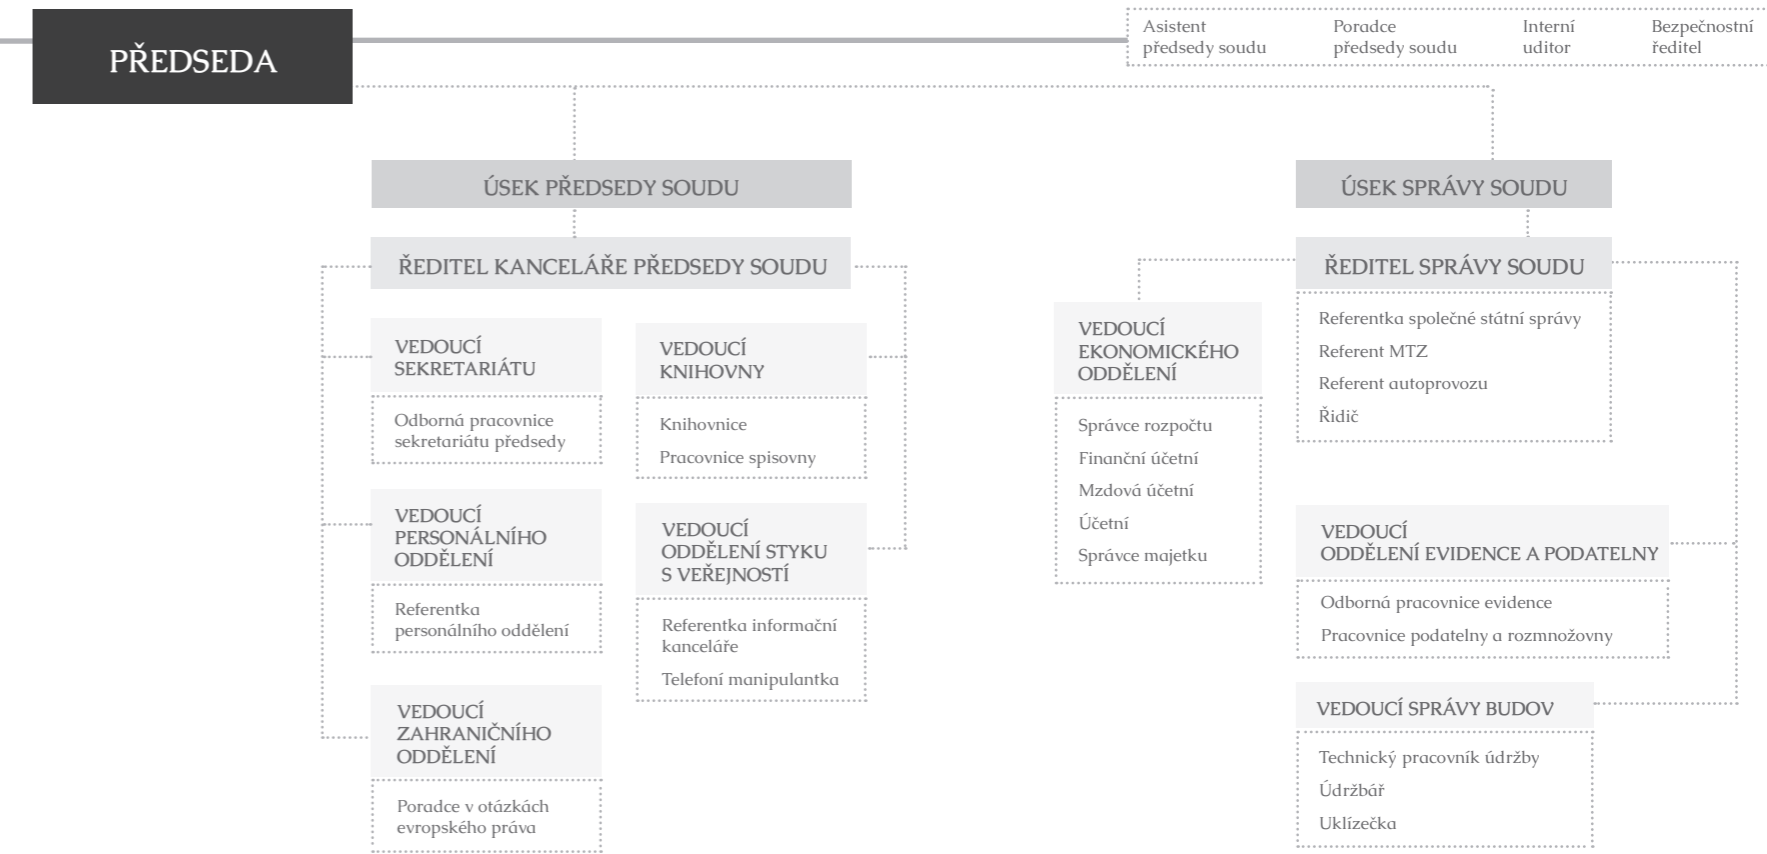 PŘEDSEDA
Asistent
předsedy soudu
Poradce
předsedy soudu
Interní
uditor
Bezpečnostní
ředitel
ÚSEK PŘEDSEDY SOUDU
ŘEDITEL KANCELÁŘE PŘEDSEDY SOUDU
VEDOUCÍ
SEKRETARIÁTU
Odborná pracovnice
sekretariátu předsedy
VEDOUCÍ
PERSONÁLNÍHO
ODDĚLENÍ
Referentka
personálního oddělení
VEDOUCÍ
ZAHRANIČNÍHO
ODDĚLENÍ
Poradce v otázkách
evropského práva
VEDOUCÍ
KNIHOVNY
Knihovnice
Pracovnice spisovny
VEDOUCÍ
ODDĚLENÍ STYKU
S VEŘEJNOSTÍ
Referentka informační
kanceláře
Telefoní manipulantka
ÚSEK SPRÁVY SOUDU
ŘEDITEL SPRÁVY SOUDU
Referentka společné státní správy
Referent MTZ
Referent autoprovozu
Řidič
VEDOUCÍ
EKONOMICKÉHO
ODDĚLENÍ
Správce rozpočtu
Finanční účetní
Mzdová účetní
Účetní
Správce majetku
VEDOUCÍ
ODDĚLENÍ EVIDENCE A PODATELNY
Odborná pracovnice evidence
Pracovnice podatelny a rozmnožovny
VEDOUCÍ SPRÁVY BUDOV
Technický pracovník údržby
Údržbář
Uklízečka